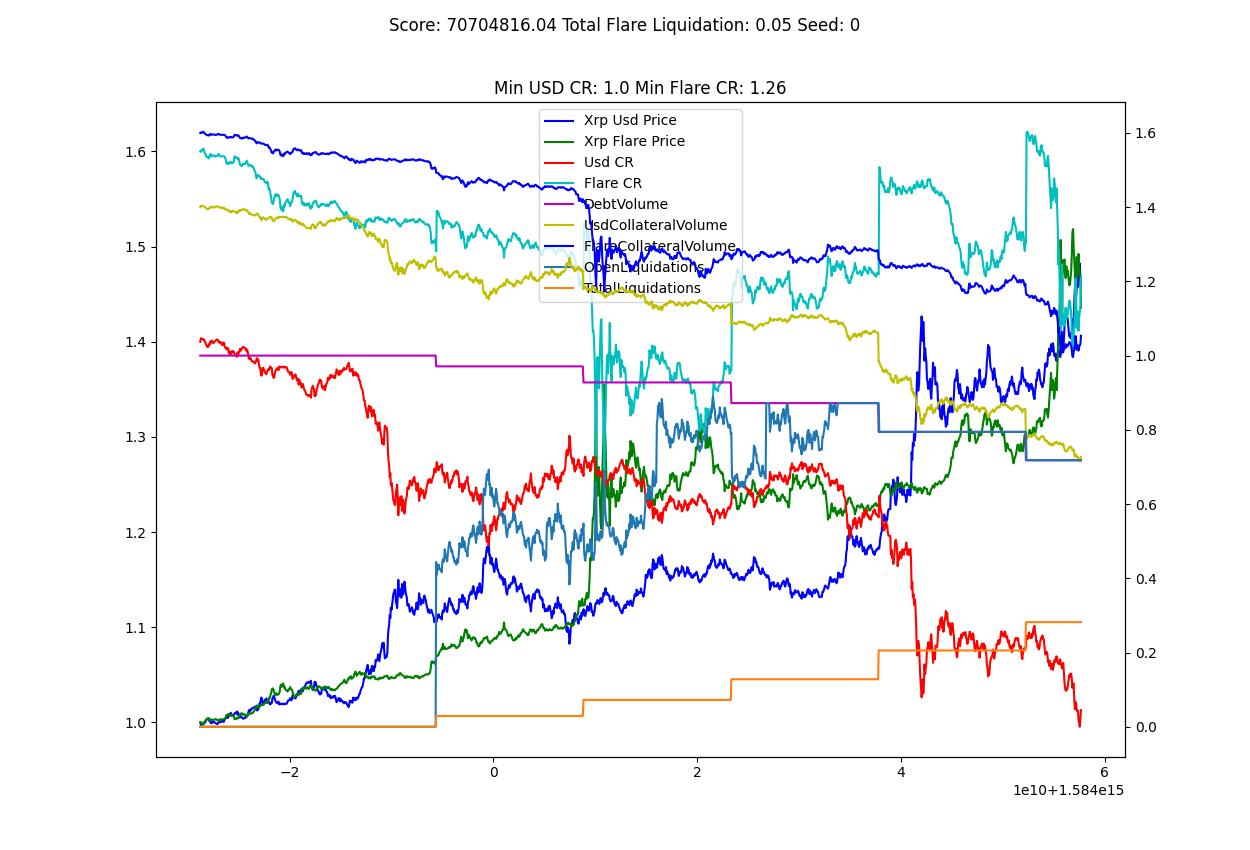 Score: 70704816.04 Total Flare Liquidation: 0.05 Seed: 0
Min USD CR: 1.0 Min Flare CR: 1.26
Xrp Usd Price
Xrp Flare Price
Usd CR
Flare CR
DebtVolume
UsdCollateralVolume
FlareCollateralVolume
OpenLiquidations
TotalLiquidations
1.6
1.5
1.4
1.3
1.2
1.1
1.0
1.6
1.4
1.2
1.0
0.8
0.6
0.4
0.2
0.0
−2
0
2
4
6
1e10+1.584e15